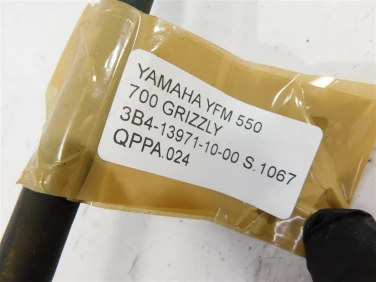 YAMAHA YFM 550
700 GRIZZLY
3B4-13971-10-00 S.1067
QPPA.024